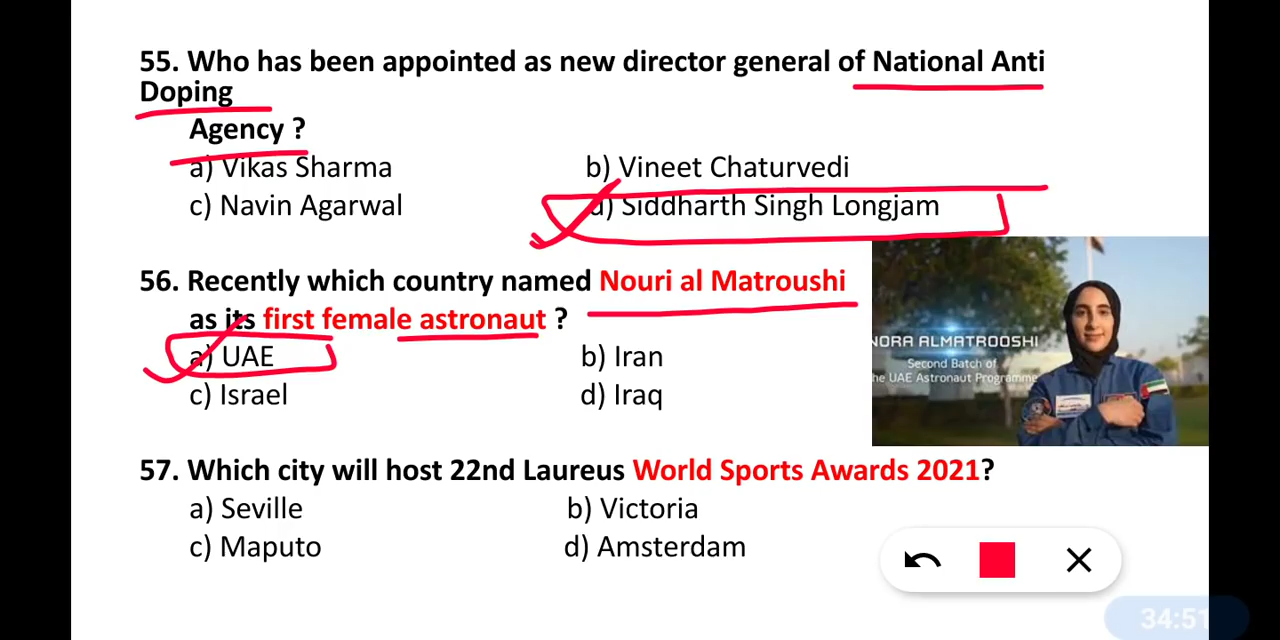 55. Who has been appointed as new director general of National Anti
Doping
Agency ?
a) Vikas Sharma b) Vineet Chaturvedi
c) Navin Agarwal d) Siddharth Singh Longjam
56. Recently which country named Nouri al Matroushi
as its first female astronaut ?
a) UAE b) Iran
c) Israel d) Iraq
NORA ALMATROOSHI
Second Batch of
he UAE Astronaut Programme
57. Which city will host 22nd Laureus World Sports Awards 2021?
a) Seville b) Victoria
c) Maputo d) Amsterdam
34:51